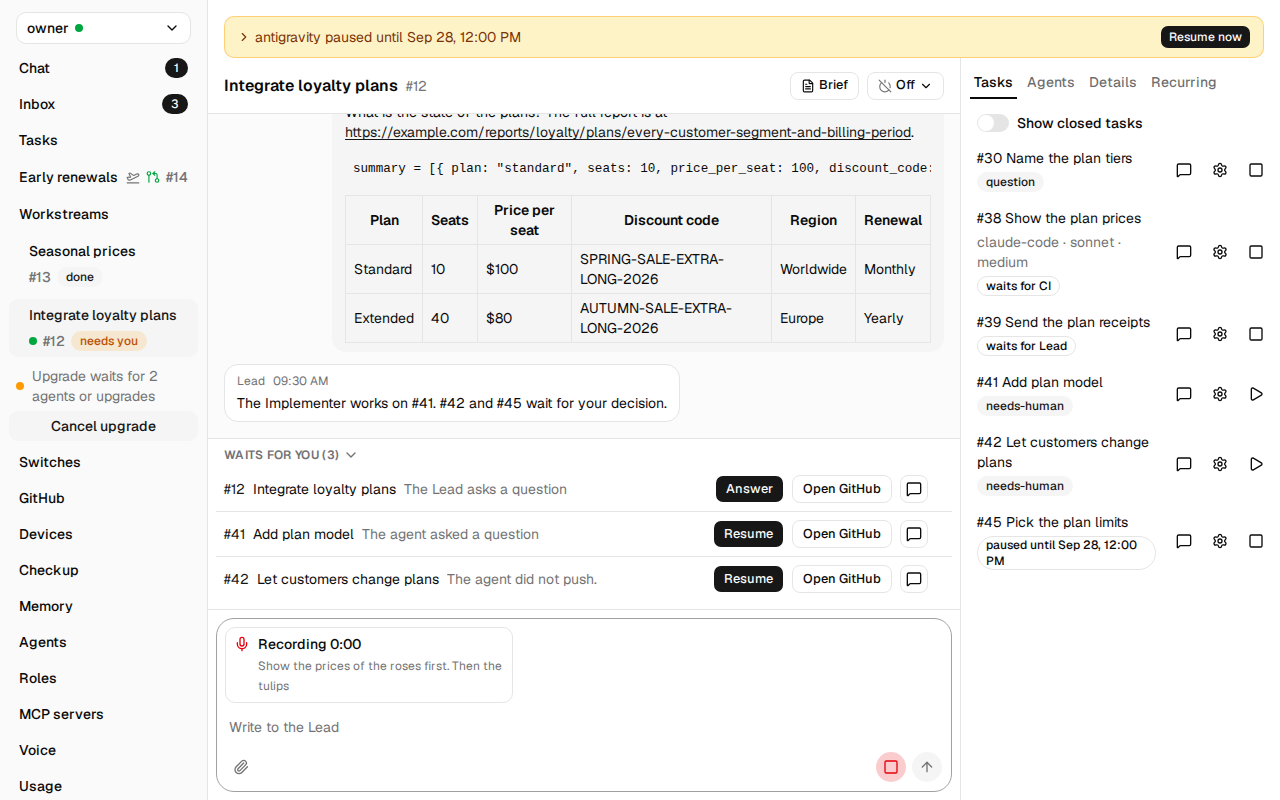 owner
Chat 1
Inbox 3
Tasks
Early renewals #14
Workstreams
Seasonal prices
#13 done
Integrate loyalty plans
#12 needs you
Upgrade waits for 2
agents or upgrades
Cancel upgrade
Switches
GitHub
Devices
Checkup
Memory
Agents
Roles
MCP servers
Voice
Usage
antigravity paused until Sep 28, 12:00 PM
Resume now
Integrate loyalty plans #12
Brief
Off
https://example.com/reports/loyalty/plans/every-customer-segment-and-billing-period.
summary = [{ plan: "standard", seats: 10, price_per_seat: 100, discount_code:
Plan Seats Price per seat Discount code Region Renewal
Standard 10 $100 SPRING-SALE-EXTRA-LONG-2026 Worldwide Monthly
Extended 40 $80 AUTUMN-SALE-EXTRA-LONG-2026 Europe Yearly
Lead 09:30 AM
The Implementer works on #41. #42 and #45 wait for your decision.
WAITS FOR YOU (3)
#12 Integrate loyalty plans The Lead asks a question Answer Open GitHub
#41 Add plan model The agent asked a question Resume Open GitHub
#42 Let customers change plans The agent did not push. Resume Open GitHub
Recording 0:00
Show the prices of the roses first. Then the
tulips
Write to the Lead
Tasks Agents Details Recurring
Show closed tasks
#30 Name the plan tiers
question
#38 Show the plan prices
claude-code · sonnet ·
medium
waits for CI
#39 Send the plan receipts
waits for Lead
#41 Add plan model
needs-human
#42 Let customers change
plans
needs-human
#45 Pick the plan limits
paused until Sep 28, 12:00
PM